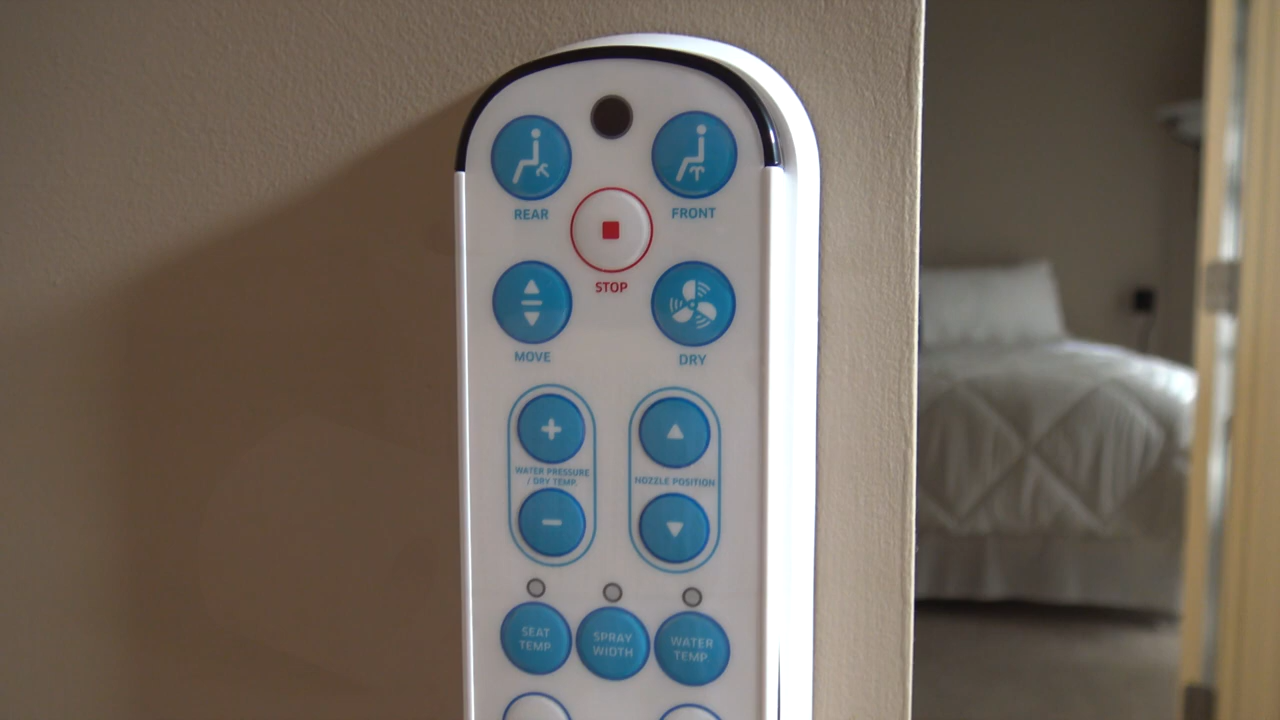 REAR
FRONT
STOP
MOVE
DRY
WATER PRESSURE
/ DRY TEMP.
NOZZLE POSITION
SEAT
TEMP
SPRAY
WIDTH
WATER
TEMP.